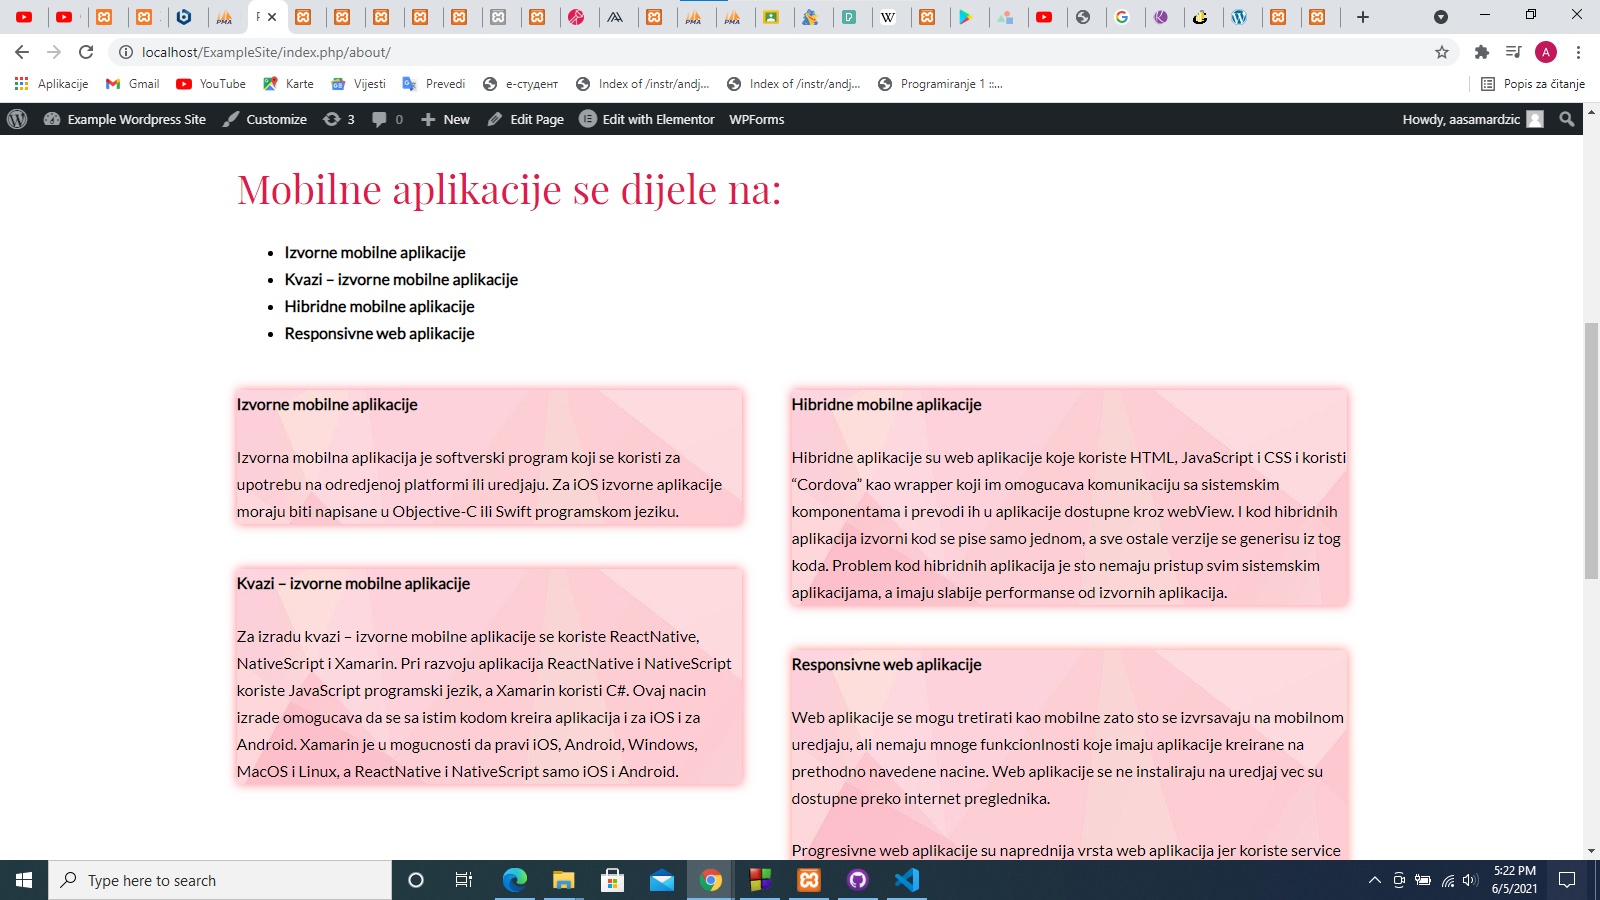 P
localhost/ExampleSite/index.php/about/
A
Aplikacije Gmail YouTube Karte Vijesti Prevedi е-студент Index of /instr/andj... Index of /instr/andj... Programiranje 1 ::... Popis za čitanje
Example Wordpress Site Customize 3 0 New Edit Page Edit with Elementor WPForms Howdy, aasamardzic
Mobilne aplikacije se dijele na:
Izvorne mobilne aplikacije
Kvazi – izvorne mobilne aplikacije
Hibridne mobilne aplikacije
Responsivne web aplikacije
Izvorne mobilne aplikacije
Izvorna mobilna aplikacija je softverski program koji se koristi za
upotrebu na odredjenoj platformi ili uredjaju. Za iOS izvorne aplikacije
moraju biti napisane u Objective-C ili Swift programskom jeziku.
Kvazi – izvorne mobilne aplikacije
Za izradu kvazi – izvorne mobilne aplikacije se koriste ReactNative,
NativeScript i Xamarin. Pri razvoju aplikacija ReactNative i NativeScript
koriste JavaScript programski jezik, a Xamarin koristi C#. Ovaj nacin
izrade omogucava da se sa istim kodom kreira aplikacija i za iOS i za
Android. Xamarin je u mogucnosti da pravi iOS, Android, Windows,
MacOS i Linux, a ReactNative i NativeScript samo iOS i Android.
Hibridne mobilne aplikacije
Hibridne aplikacije su web aplikacije koje koriste HTML, JavaScript i CSS i koristi
“Cordova” kao wrapper koji im omogucava komunikaciju sa sistemskim
komponentama i prevodi ih u aplikacije dostupne kroz webView. I kod hibridnih
aplikacija izvorni kod se pise samo jednom, a sve ostale verzije se generisu iz tog
koda. Problem kod hibridnih aplikacija je sto nemaju pristup svim sistemskim
aplikacijama, a imaju slabije performanse od izvornih aplikacija.
Responsivne web aplikacije
Web aplikacije se mogu tretirati kao mobilne zato sto se izvrsavaju na mobilnom
uredjaju, ali nemaju mnoge funkcionlnosti koje imaju aplikacije kreirane na
prethodno navedene nacine. Web aplikacije se ne instaliraju na uredjaj vec su
dostupne preko internet preglednika.
Progresivne web aplikacije su naprednija vrsta web aplikacija jer koriste service
Type here to search
5:22 PM
6/5/2021